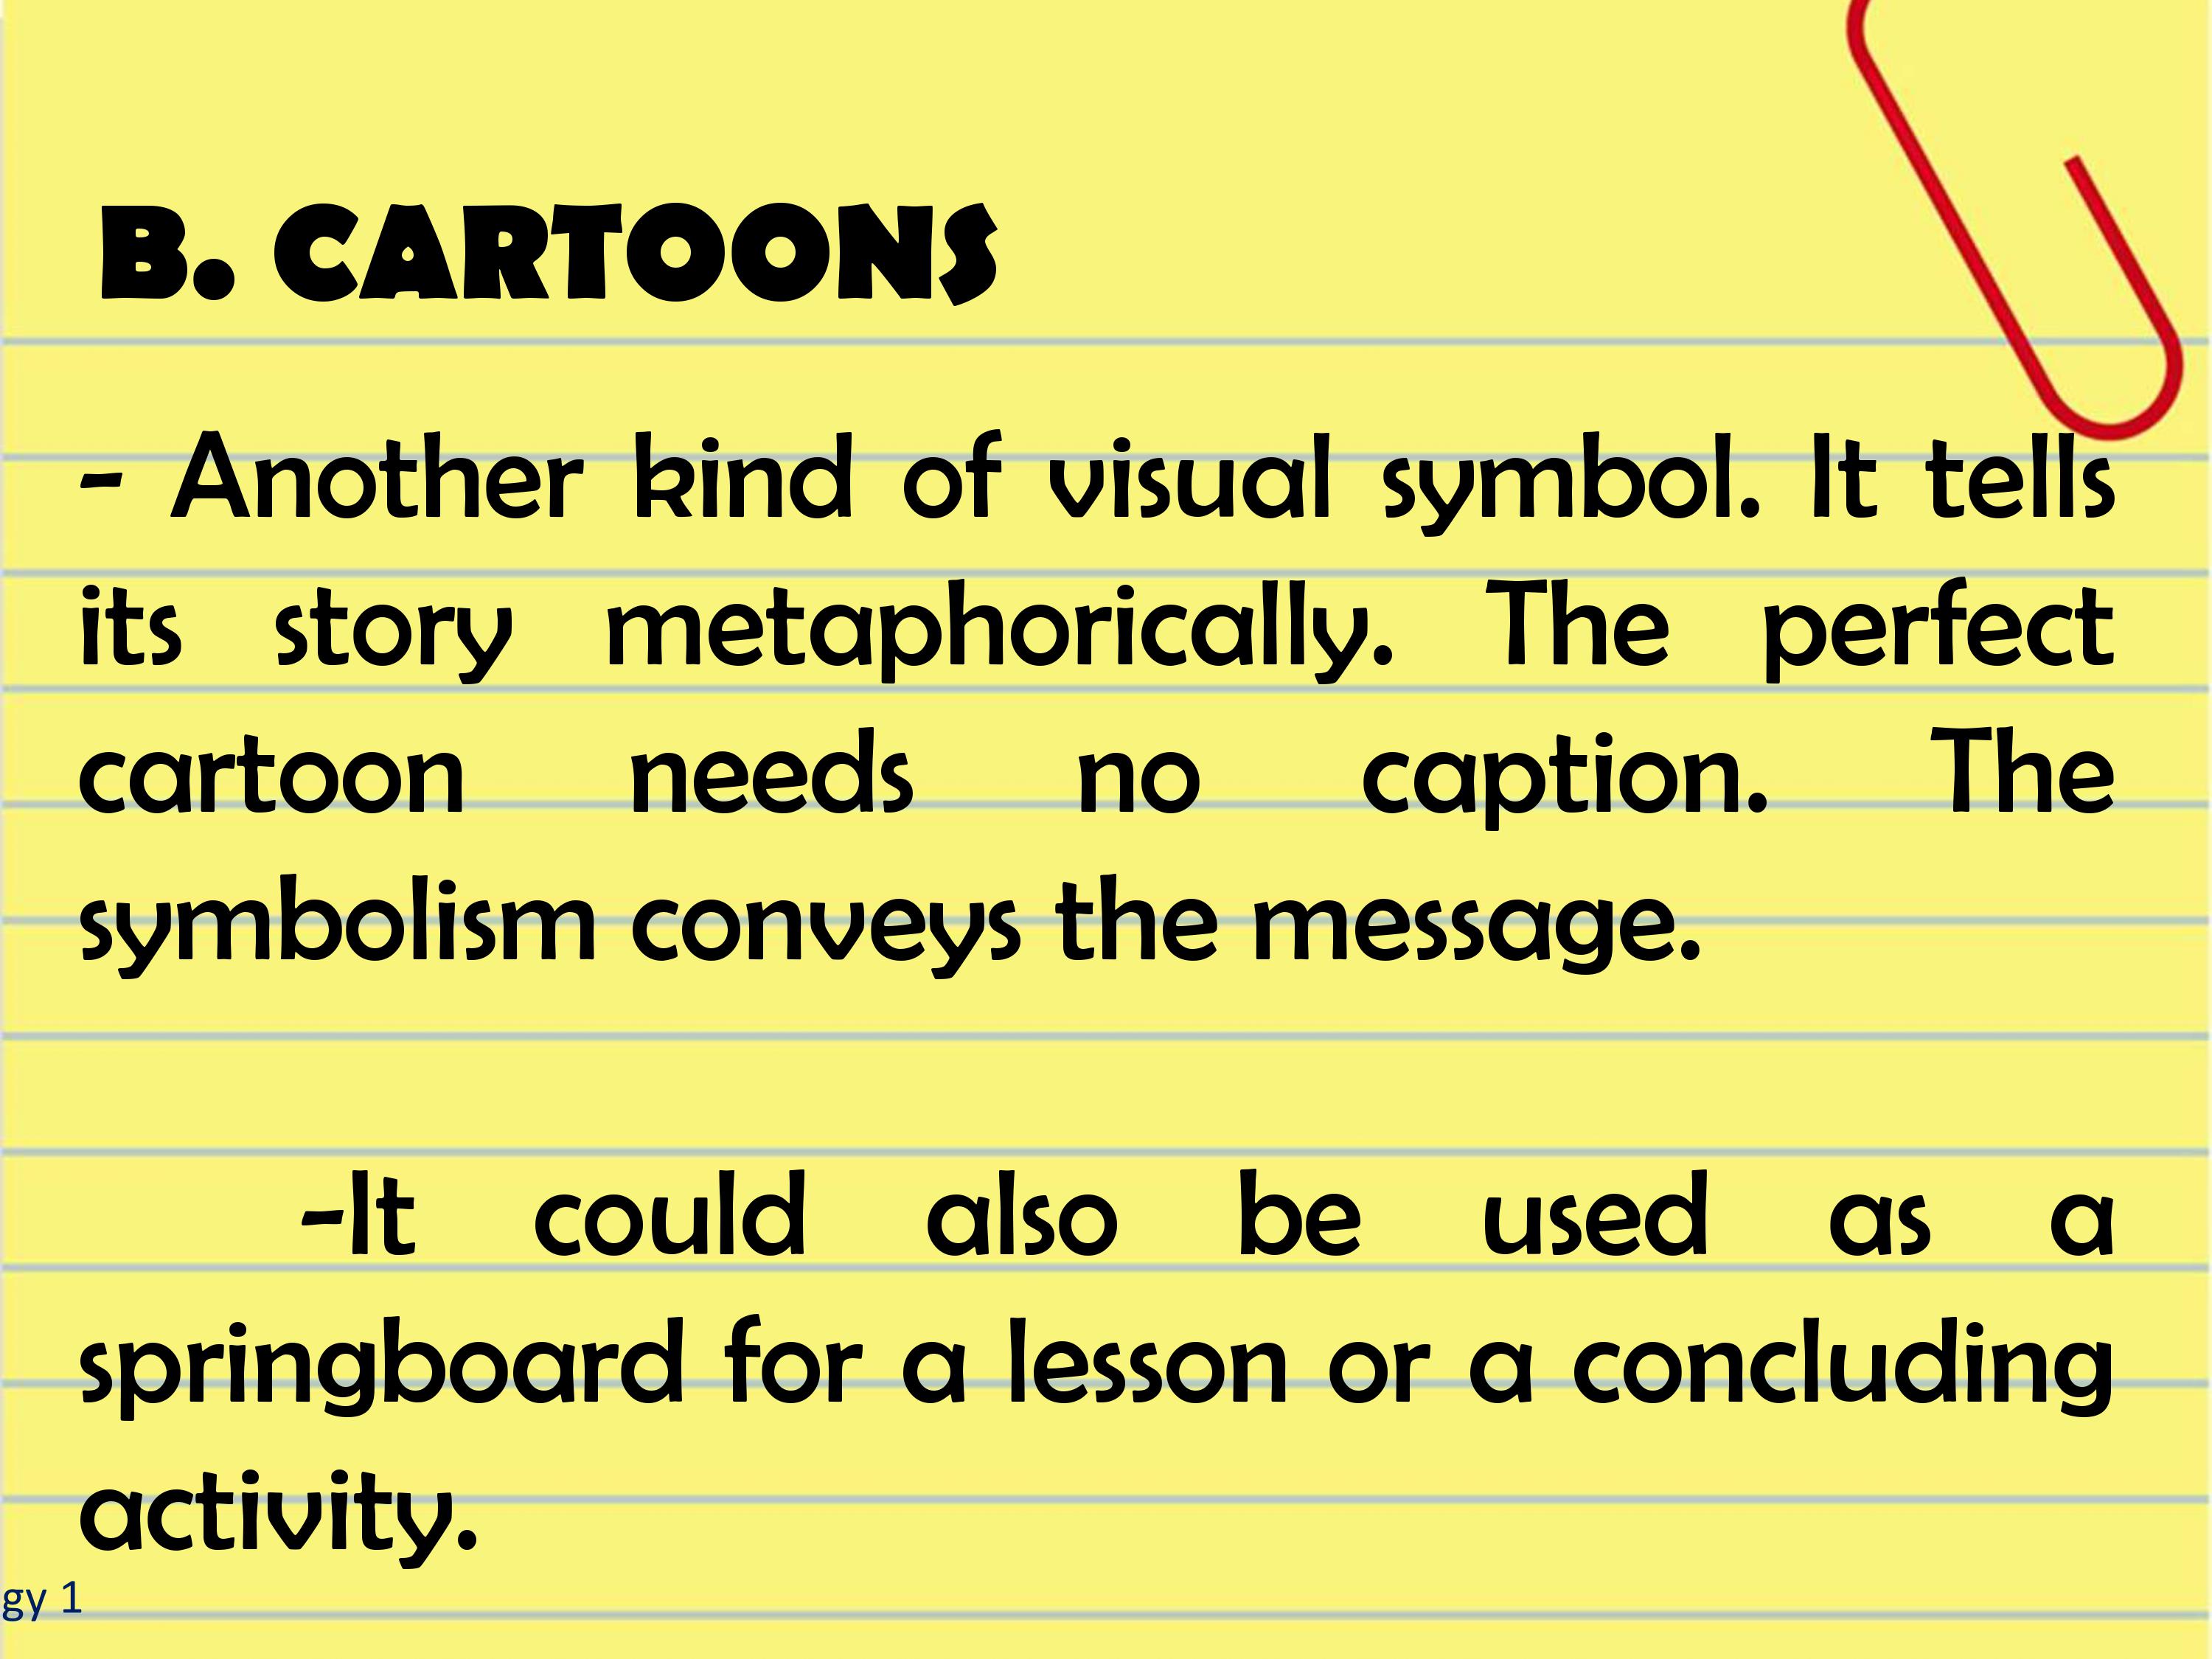 B. CARTOONS
- Another kind of visual symbol. It tells
its story metaphorically. The perfect
cartoon needs no caption. The
symbolism conveys the message.
-It could also be used as a
springboard for a lesson or a concluding
activity.
gy 1